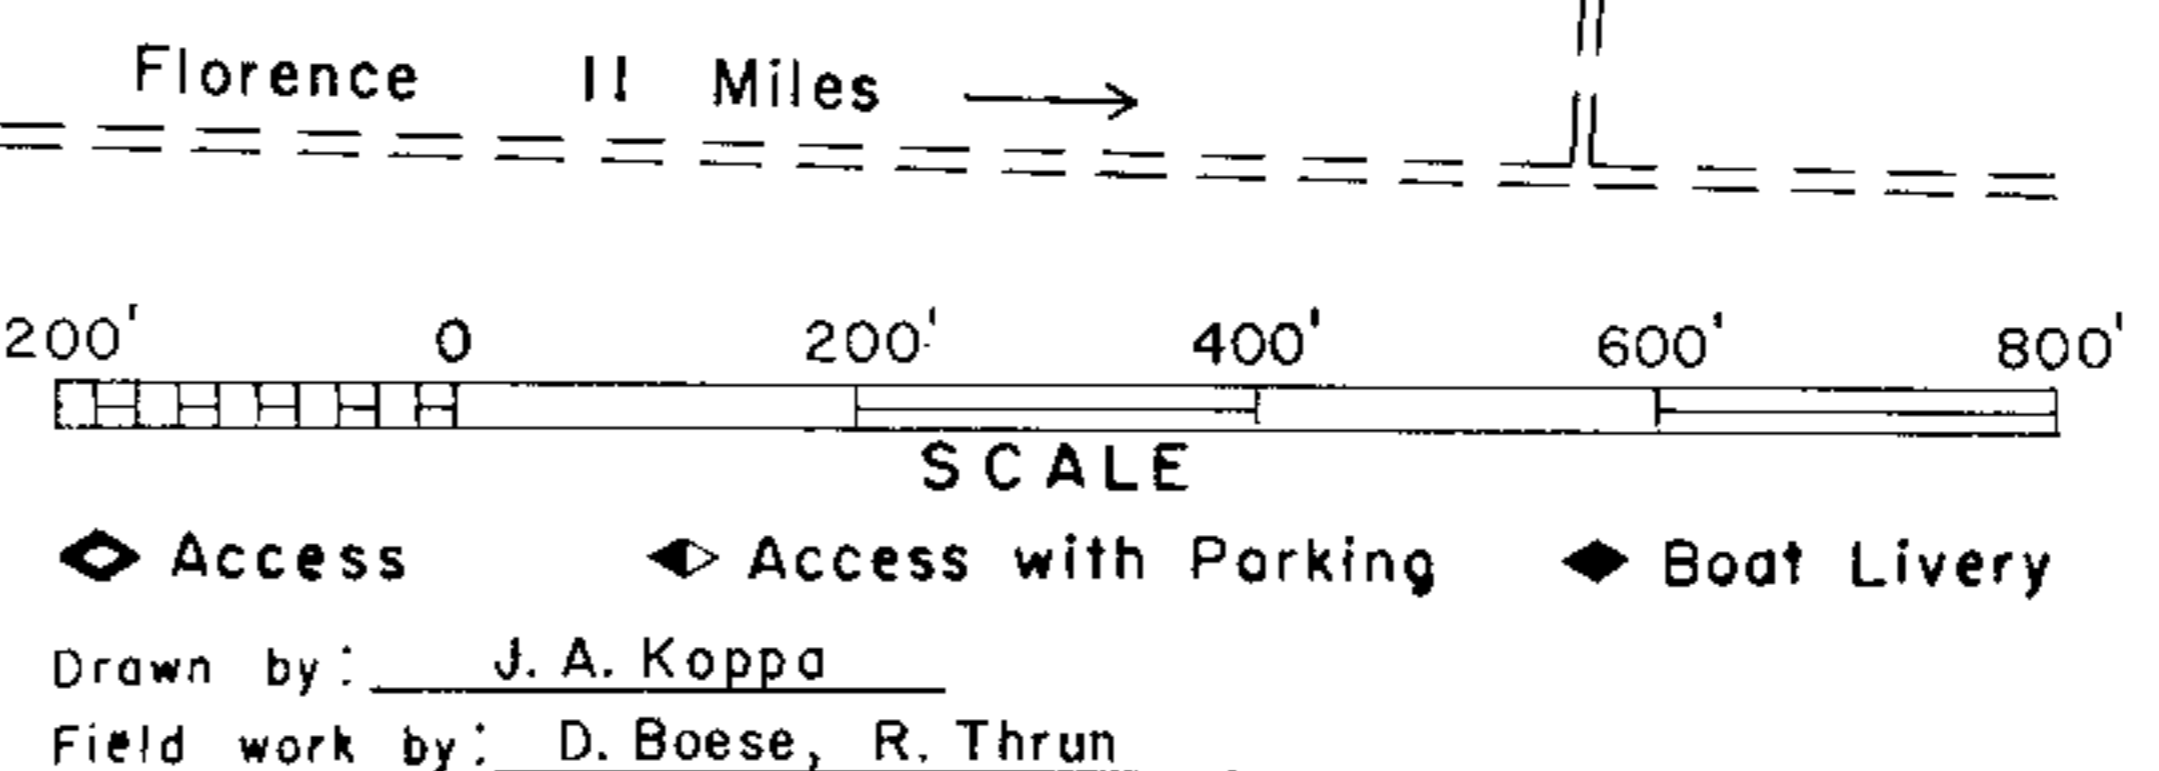 Florence 11 Miles
200' 0 200' 400' 600' 800'
SCALE
Access Access with Parking Boat Livery
Drawn by: J. A. Koppa
Field work by: D. Boese, R. Thrun